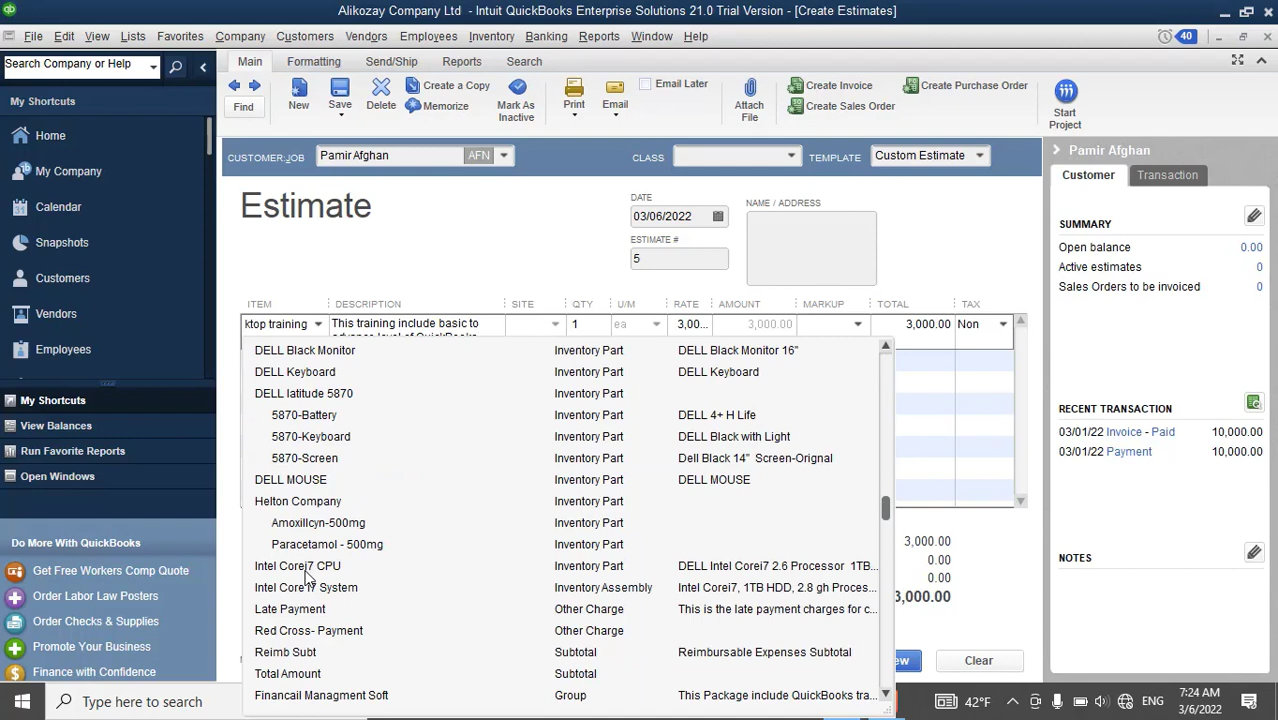 Alikozay Company Ltd - Intuit QuickBooks Enterprise Solutions 21.0 Trial Version - [Create Estimates]
File Edit View Lists Favorites Company Customers Vendors Employees Inventory Banking Reports Window Help 40
Search Company or Help
My Shortcuts
Home
My Company
Calendar
Snapshots
Customers
Vendors
Employees
My Shortcuts
View Balances
Run Favorite Reports
Open Windows
Do More With QuickBooks
Get Free Workers Comp Quote
Order Labor Law Posters
Order Checks & Supplies
Promote Your Business
Finance with Confidence
Main Formatting Send/Ship Reports Search
Find
New
Save
Delete
Create a Copy
Memorize
Mark As
Inactive
Print
Email
Email Later
Attach
File
Create Invoice
Create Sales Order
Create Purchase Order
Start
Project
CUSTOMER:JOB Pamir Afghan AFN CLASS TEMPLATE Custom Estimate
Estimate
DATE
03/06/2022
ESTIMATE #
5
NAME / ADDRESS
ITEM DESCRIPTION SITE QTY U/M RATE AMOUNT MARKUP TOTAL TAX
ktop training This training include basic to 1 ea 3,00... 3,000.00 3,000.00 Non
DELL Black Monitor Inventory Part DELL Black Monitor 16"
DELL Keyboard Inventory Part DELL Keyboard
DELL latitude 5870 Inventory Part
5870-Battery Inventory Part DELL 4+ H Life
5870-Keyboard Inventory Part DELL Black with Light
5870-Screen Inventory Part Dell Black 14" Screen-Orignal
DELL MOUSE Inventory Part DELL MOUSE
Helton Company Inventory Part
Amoxillcyn-500mg Inventory Part
Paracetamol - 500mg Inventory Part
Intel Corei7 CPU Inventory Part DELL Intel Corei7 2.6 Processor 1TB...
Intel Corei7 System Inventory Assembly Intel Corei7, 1TB HDD, 2.8 gh Proces...
Late Payment Other Charge This is the late payment charges for c...
Red Cross- Payment Other Charge
Reimb Subt Subtotal Reimbursable Expenses Subtotal
Total Amount Subtotal
Financail Managment Soft Group This Package include QuickBooks tra...
3,000.00
0.00
0.00
3,000.00
Clear
Pamir Afghan
Customer Transaction
SUMMARY
Open balance 0.00
Active estimates 0
Sales Orders to be invoiced 0
RECENT TRANSACTION
03/01/22 Invoice - Paid 10,000.00
03/01/22 Payment 10,000.00
NOTES
Type here to search
42°F ENG
7:24 AM
3/6/2022